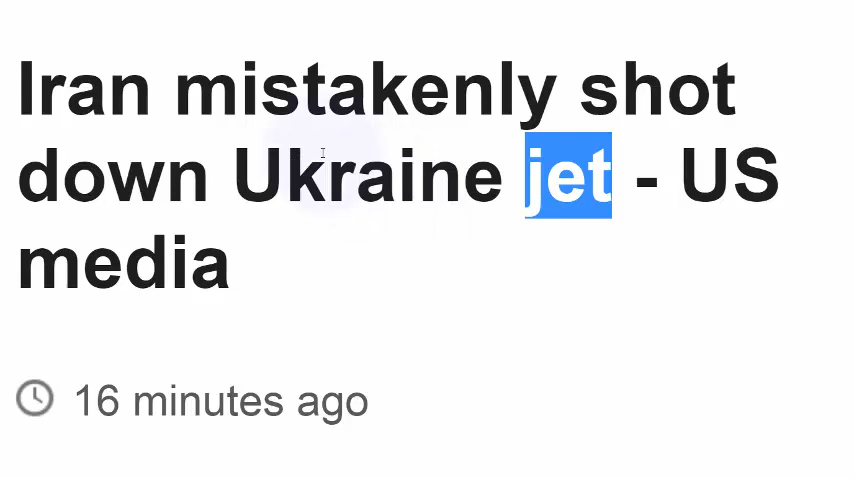 Iran mistakenly shot
down Ukraine jet - US
media
16 minutes ago